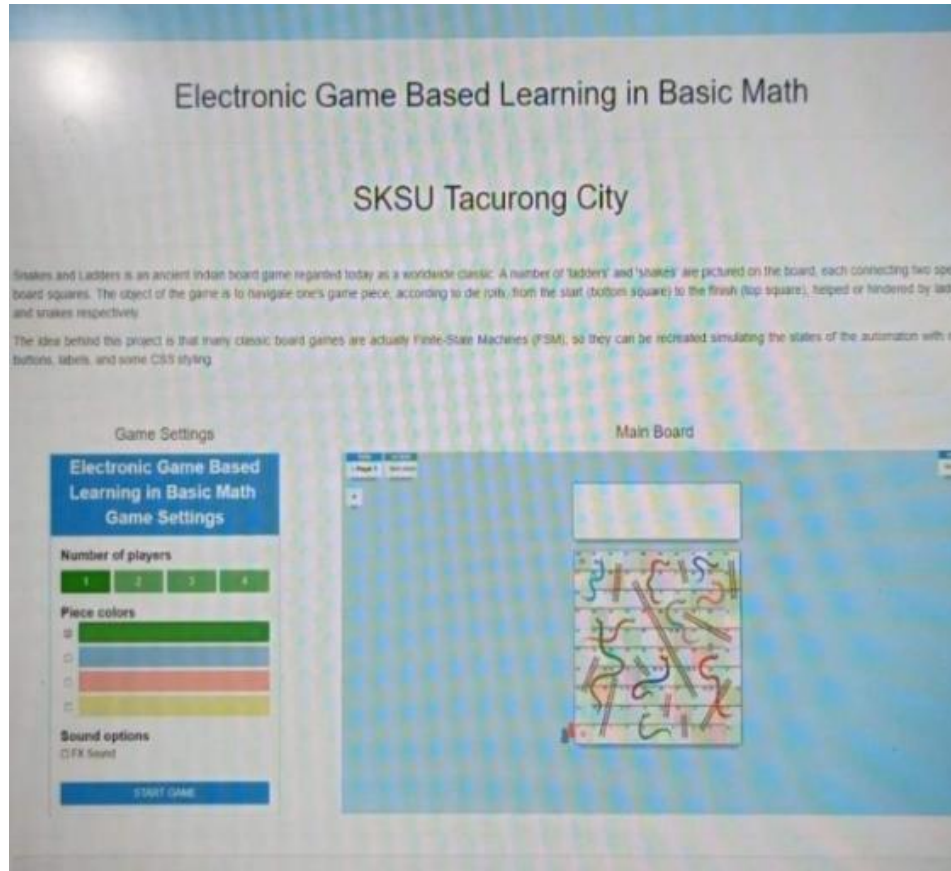 Electronic Game Based Learning in Basic Math
SKSU Tacurong City
Snakes and Ladders is an ancient Indian board game regarded today as a worldwide classic. A number of 'ladders' and 'snakes' are pictured on the board, each connecting two spe
board squares. The object of the game is to navigate one's game piece, according to die rolls, from the start (bottom square) to the finish (top square), helped or hindered by lad
and snakes respectively
The idea behind this project is that many classic board games are actually Finite-State Machines (FSM), so they can be recreated simulating the states of the automation with
buttons, labels, and some CSS styling.
Game Settings
Main Board
Electronic Game Based
Learning in Basic Math
Game Settings
Number of players
1 2 3 4
Piece colors
Sound options
FX Sound
START GAME